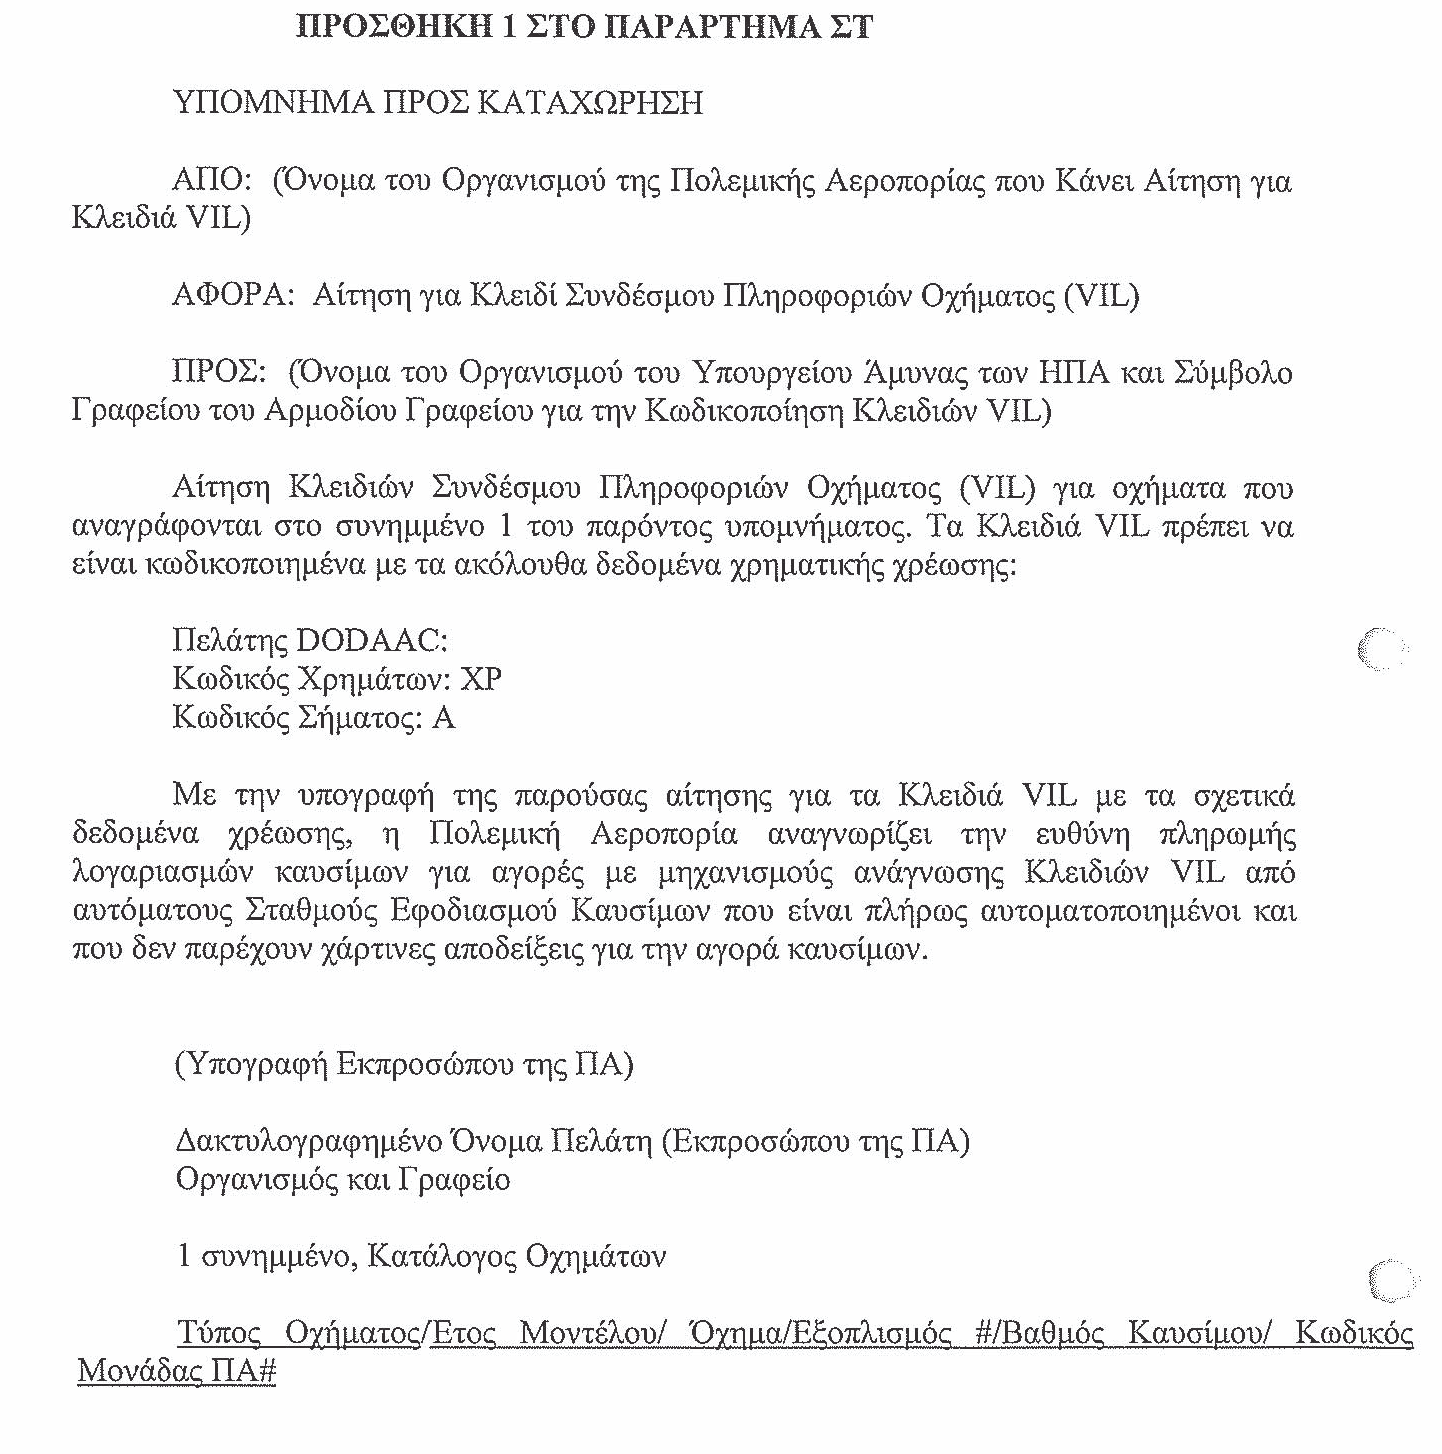 ΠΡΟΣΘΗΚΗ 1 ΣΤΟ ΠΑΡΑΡΤΗΜΑ ΣΤ
ΥΠΟΜΝΗΜΑ ΠΡΟΣ ΚΑΤΑΧΩΡΗΣΗ
ΑΠΟ: (Όνομα του Οργανισμού της Πολεμικής Αεροπορίας που Κάνει Αίτηση για
Κλειδιά VIL)
ΑΦΟΡΑ: Αίτηση για Κλειδί Συνδέσμου Πληροφοριών Οχήματος (VIL)
ΠΡΟΣ: (Όνομα του Οργανισμού του Υπουργείου Άμυνας των ΗΠΑ και Σύμβολο
Γραφείου του Αρμοδίου Γραφείου για την Κωδικοποίηση Κλειδιών VIL)
Αίτηση Κλειδιών Συνδέσμου Πληροφοριών Οχήματος (VIL) για οχήματα που
αναγράφονται στο συνημμένο 1 του παρόντος υπομνήματος. Τα Κλειδιά VIL πρέπει να
είναι κωδικοποιημένα με τα ακόλουθα δεδομένα χρηματικής χρέωσης:
Πελάτης DODAAC:
Κωδικός Χρημάτων: XP
Κωδικός Σήματος: A
Με την υπογραφή της παρούσας αίτησης για τα Κλειδιά VIL με τα σχετικά
δεδομένα χρέωσης, η Πολεμική Αεροπορία αναγνωρίζει την ευθύνη πληρωμής
λογαριασμών καυσίμων για αγορές με μηχανισμούς ανάγνωσης Κλειδιών VIL από
αυτόματους Σταθμούς Εφοδιασμού Καυσίμων που είναι πλήρως αυτοματοποιημένοι και
που δεν παρέχουν χάρτινες αποδείξεις για την αγορά καυσίμων.
(Υπογραφή Εκπροσώπου της ΠΑ)
Δακτυλογραφημένο Όνομα Πελάτη (Εκπροσώπου της ΠΑ)
Οργανισμός και Γραφείο
1 συνημμένο, Κατάλογος Οχημάτων
Τύπος Οχήματος/Έτος Μοντέλου/ Όχημα/Εξοπλισμός #/Βαθμός Καυσίμου/ Κωδικός
Μονάδας ΠΑ#